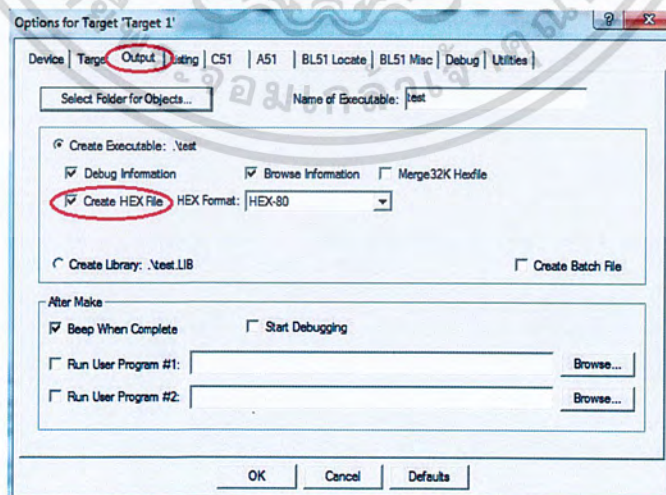 Options for Target 'Target 1'
Device Targe Output Listing C51 A51 BL51 Locate BL51 Misc Debug Utilities
Select Folder for Objects... Name of Executable: test
Create Executable: .\test
Debug Information Browse Information Merge32K Hexfile
Create HEX File HEX Format: HEX-80
Create Library: .\test.LIB Create Batch File
After Make
Beep When Complete Start Debugging
Run User Program #1: Browse...
Run User Program #2: Browse...
OK Cancel Defaults